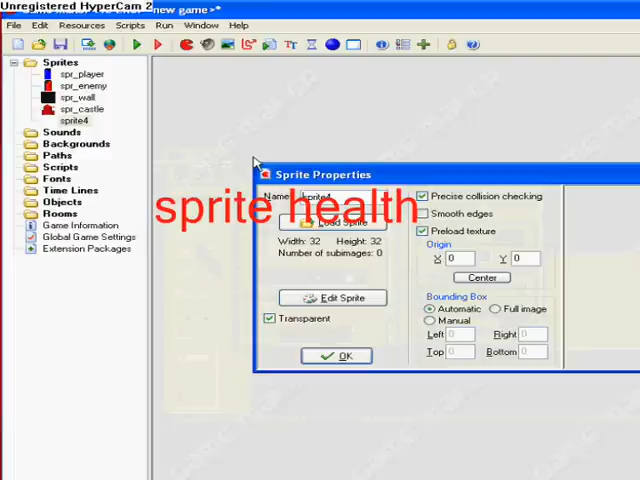 Unregistered HyperCam 2
new game>*
File Edit Resources Scripts Run Window Help
Sprites
spr_player
spr_enemy
spr_wall
spr_castle
sprite4
Sounds
Backgrounds
Paths
Scripts
Fonts
Time Lines
Objects
Rooms
Game Information
Global Game Settings
Extension Packages
Sprite Properties
Name: sprite4
sprite health
Load Sprite
Width: 32 Height: 32
Number of subimages: 0
Edit Sprite
Transparent
OK
Precise collision checking
Smooth edges
Preload texture
Origin
X 0 Y 0
Center
Bounding Box
Automatic Full image
Manual
Left 0 Right 0
Top 0 Bottom 0